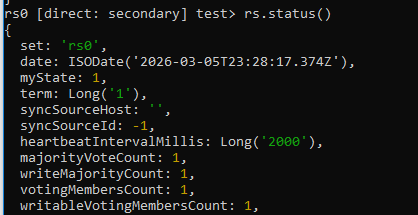 rs0 [direct: secondary] test> rs.status()
{
  set: 'rs0',
  date: ISODate('2026-03-05T23:28:17.374Z'),
  myState: 1,
  term: Long('1'),
  syncSourceHost: '',
  syncSourceId: -1,
  heartbeatIntervalMillis: Long('2000'),
  majorityVoteCount: 1,
  writeMajorityCount: 1,
  votingMembersCount: 1,
  writableVotingMembersCount: 1,